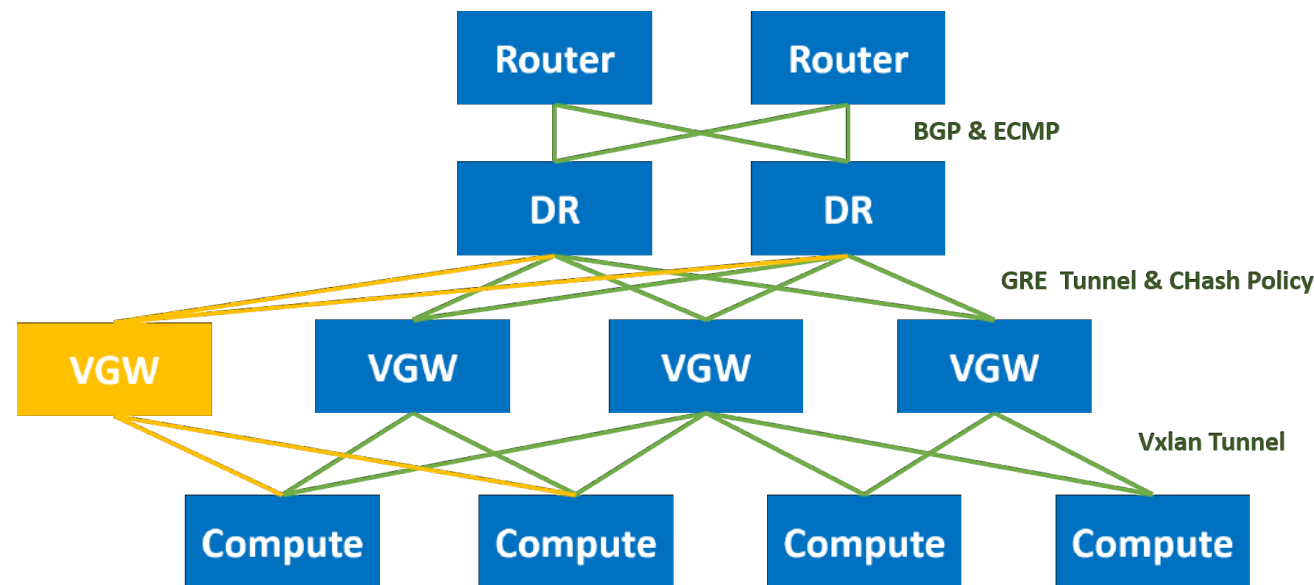 Router
Router
BGP & ECMP
DR
DR
GRE Tunnel & CHash Policy
VGW
VGW
VGW
VGW
Vxlan Tunnel
Compute
Compute
Compute
Compute